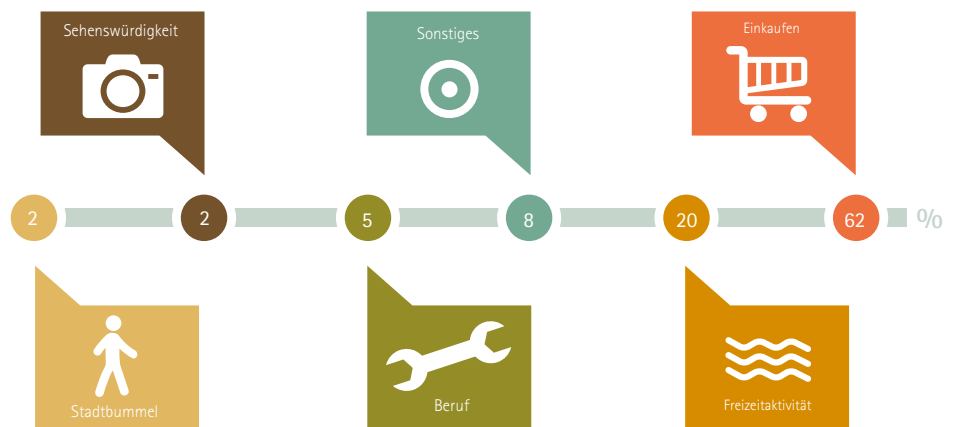 Sehenswürdigkeit
Sonstiges
Einkaufen
2
2
5
8
20
62
%
Stadtbummel
Beruf
Freizeitaktivität